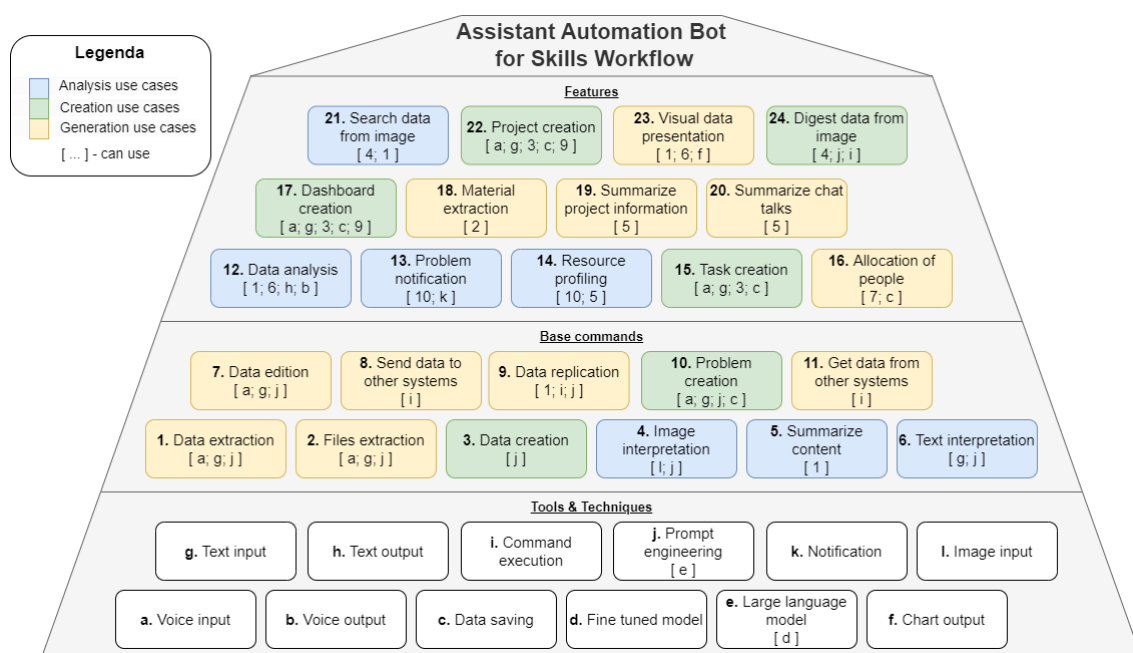 Assistant Automation Bot
for Skills Workflow
Legenda
Analysis use cases
Creation use cases
Generation use cases
[ ... ] - can use
Features
21. Search data
from image
[ 4; 1 ]
22. Project creation
[ a; g; 3; c; 9 ]
23. Visual data
presentation
[ 1; 6; f ]
24. Digest data from
image
[ 4; j; i ]
17. Dashboard
creation
[ a; g; 3; c; 9 ]
18. Material
extraction
[ 2 ]
19. Summarize
project information
[ 5 ]
20. Summarize chat
talks
[ 5 ]
12. Data analysis
[ 1; 6; h; b ]
13. Problem
notification
[ 10; k ]
14. Resource
profiling
[ 10; 5 ]
15. Task creation
[ a; g; 3; c ]
16. Allocation of
people
[ 7; c ]
Base commands
7. Data edition
[ a; g; j ]
8. Send data to
other systems
[ i ]
9. Data replication
[ 1; i; j ]
10. Problem
creation
[ a; g; j; c ]
11. Get data from
other systems
[ i ]
1. Data extraction
[ a; g; j ]
2. Files extraction
[ a; g; j ]
3. Data creation
[ j ]
4. Image
interpretation
[ l; j ]
5. Summarize
content
[ 1 ]
6. Text interpretation
[ g; j ]
Tools & Techniques
g. Text input
h. Text output
i. Command
execution
j. Prompt
engineering
[ e ]
k. Notification
l. Image input
a. Voice input
b. Voice output
c. Data saving
d. Fine tuned model
e. Large language
model
[ d ]
f. Chart output